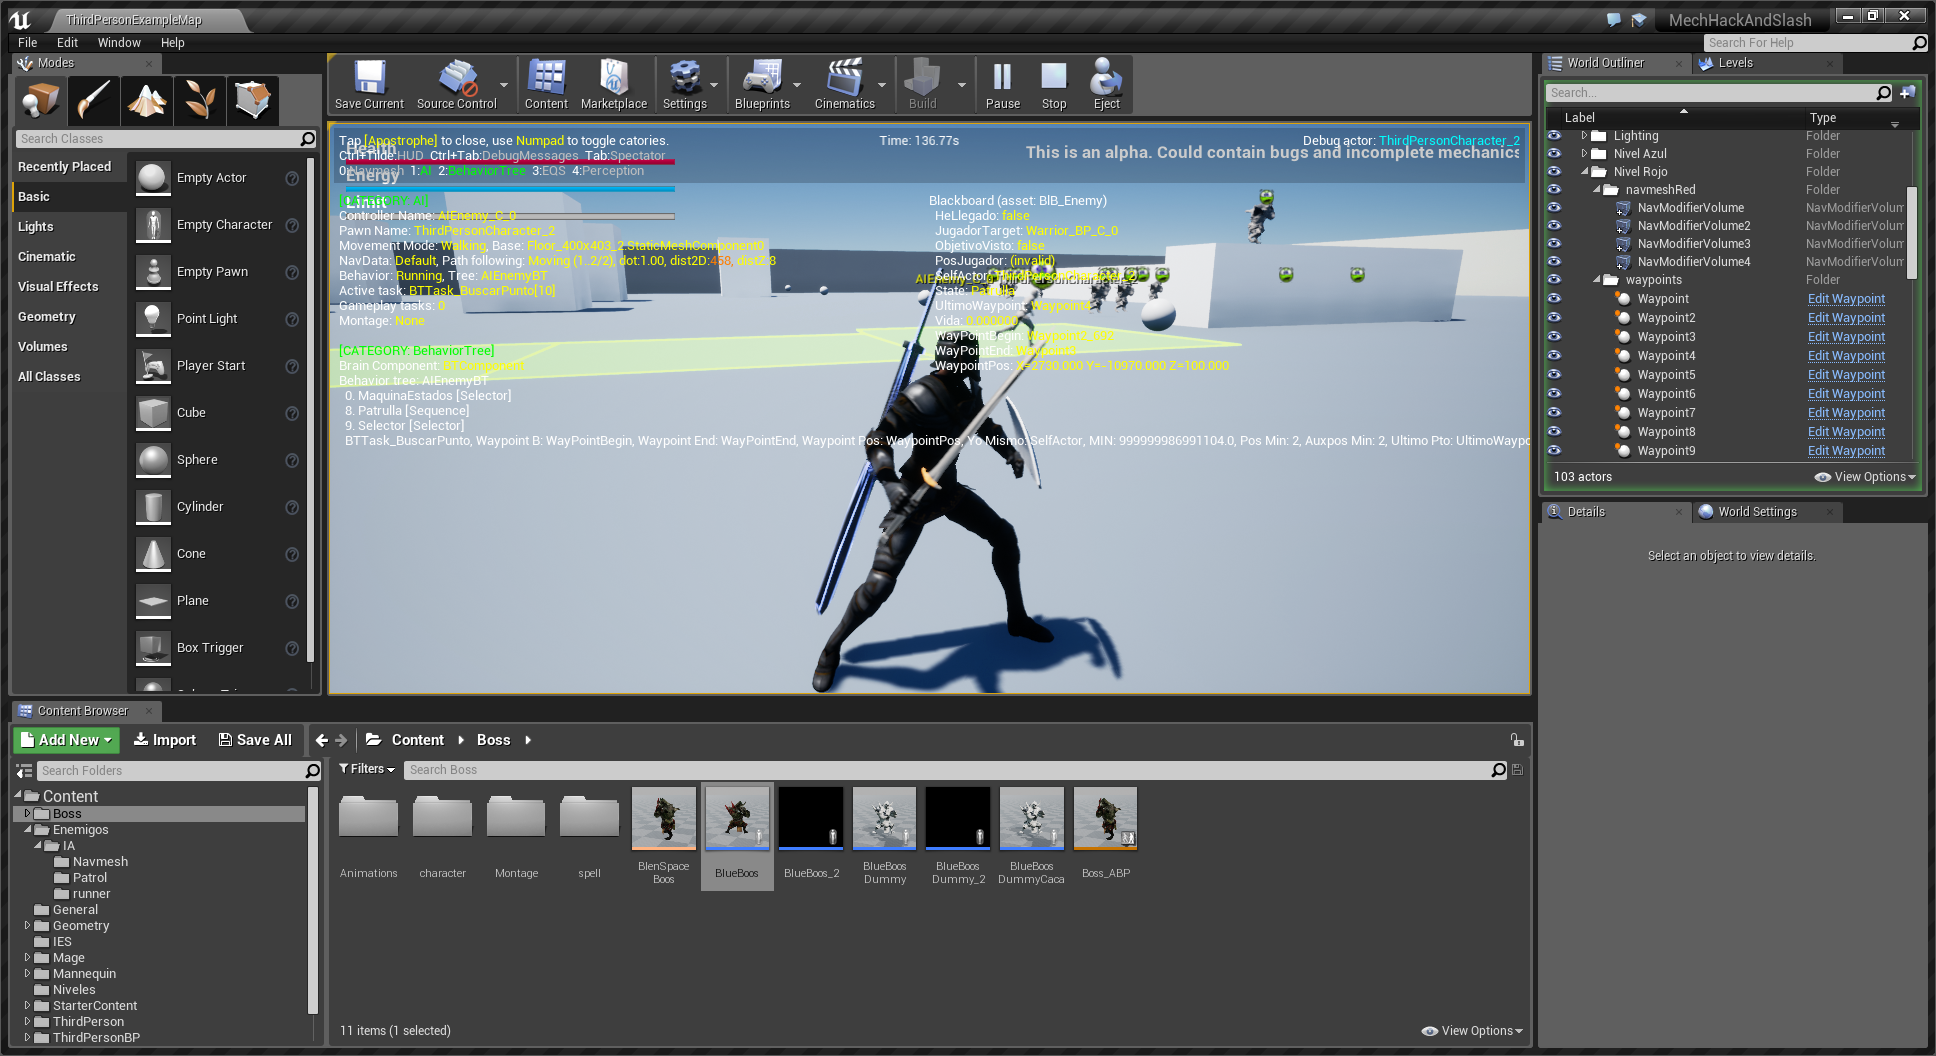 ThirdPersonExampleMap
MechHackAndSlash
File Edit Window Help
Search For Help
Modes
Search Classes
Recently Placed
Basic
Lights
Cinematic
Visual Effects
Geometry
Volumes
All Classes
Empty Actor
Empty Character
Empty Pawn
Point Light
Player Start
Cube
Sphere
Cylinder
Cone
Plane
Box Trigger
Save Current
Source Control
Content
Marketplace
Settings
Blueprints
Cinematics
Build
Pause
Stop
Eject
Tap [Apostrophe] to close, use Numpad to toggle catories.
Time: 136.77s
Debug actor: ThirdPersonCharacter_2
Ctrl+Tilde:HUD Ctrl+Tab:DebugMessages Tab:Spectator
Health
This is an alpha. Could contain bugs and incomplete mechanics
0:Navmesh 1:AI 2:BehaviorTree 3:EQS 4:Perception
Energy
[CATEGORY: AI]
Limit
Controller Name: AIEnemy_C_0
Pawn Name: ThirdPersonCharacter_2
Movement Mode: Walking, Base: Floor_400x403_2.StaticMeshComponent0
NavData: Default, Path following: Moving (1..2/2), dot:1.00, dist2D:453, distZ:8
Behavior: Running, Tree: AIEnemyBT
Active task: BTTask_BuscarPunto[10]
Gameplay tasks: 0
Montage: None
[CATEGORY: BehaviorTree]
Brain Component: BTComponent
Behavior tree: AIEnemyBT
0. MaquinaEstados [Selector]
8. Patrulla [Sequence]
9. Selector [Selector]
BTTask_BuscarPunto, Waypoint B: WayPointBegin, Waypoint End: WayPointEnd, Waypoint Pos: WaypointPos, Yo Mismo: SelfActor, MIN: 999999986991104.0, Pos Min: 2, Auxpos Min: 2, Ultimo Pto: UltimoWaypo
Blackboard (asset: BlB_Enemy)
HeLlegado: false
JugadorTarget: Warrior_BP_C_0
ObjetivoVisto: false
PosJugador: (invalid)
SelfActor: ThirdPersonCharacter_2
State: Patrulla
UltimoWaypoint: Waypoint4
Vida: 0.000000
WayPointBegin:
WayPointEnd:
WaypointPos: X=2730.000 Y=-10970.000 Z=100.000
World Outliner
Levels
Search...
Label Type
Lighting Folder
Nivel Azul Folder
Nivel Rojo Folder
navmeshRed Folder
NavModifierVolume NavModifierVolum
NavModifierVolume2 NavModifierVolum
NavModifierVolume3 NavModifierVolum
NavModifierVolume4 NavModifierVolum
waypoints Folder
Waypoint Edit Waypoint
Waypoint2 Edit Waypoint
Waypoint3 Edit Waypoint
Waypoint4 Edit Waypoint
Waypoint5 Edit Waypoint
Waypoint6 Edit Waypoint
Waypoint7 Edit Waypoint
Waypoint8 Edit Waypoint
Waypoint9 Edit Waypoint
103 actors
View Options
Details
World Settings
Select an object to view details.
Content Browser
Add New
Import
Save All
Content
Boss
Search Folders
Filters
Search Boss
Content
Boss
Enemigos
IA
Navmesh
Patrol
runner
General
Geometry
IES
Mage
Mannequin
Niveles
StarterContent
ThirdPerson
ThirdPersonBP
Animations
character
Montage
spell
BlenSpace
Boos
BlueBoos
BlueBoos_2
BlueBoos
Dummy
BlueBoos
Dummy_2
BlueBoos
DummyCaca
Boss_ABP
11 items (1 selected)
View Options